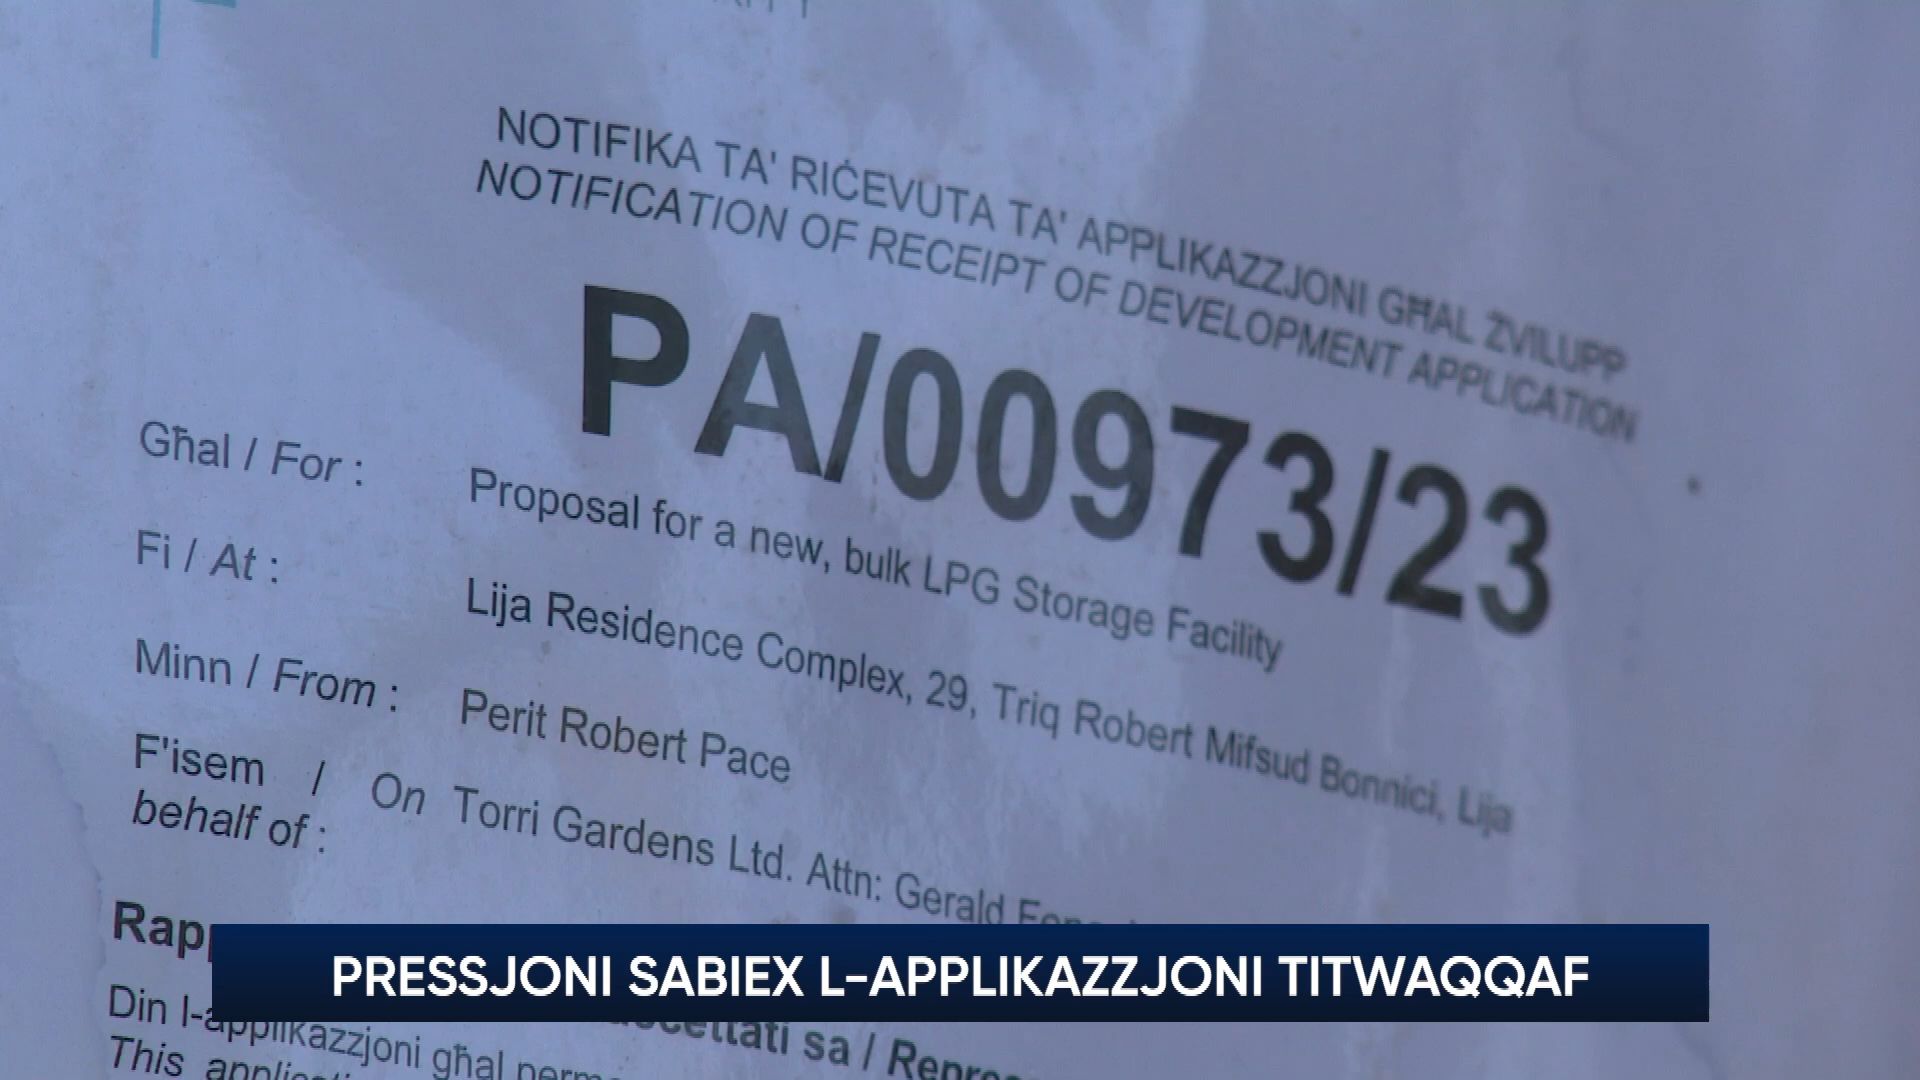 NOTIFIKA TA' RIĊEVUTA TA' APPLIKAZZJONI GĦAL ŻVILUPP
NOTIFICATION OF RECEIPT OF DEVELOPMENT APPLICATION
PA/00973/23
Għal / For : Proposal for a new, bulk LPG Storage Facility
Fi / At : Lija Residence Complex, 29, Triq Robert Mifsud Bonnici, Lija
Minn / From : Perit Robert Pace
F'isem / On behalf of : Torri Gardens Ltd. Attn: Gerald
sa /
Din l-applikazzjoni għal
This
PRESSJONI SABIEX L-APPLIKAZZJONI TITWAQQAF